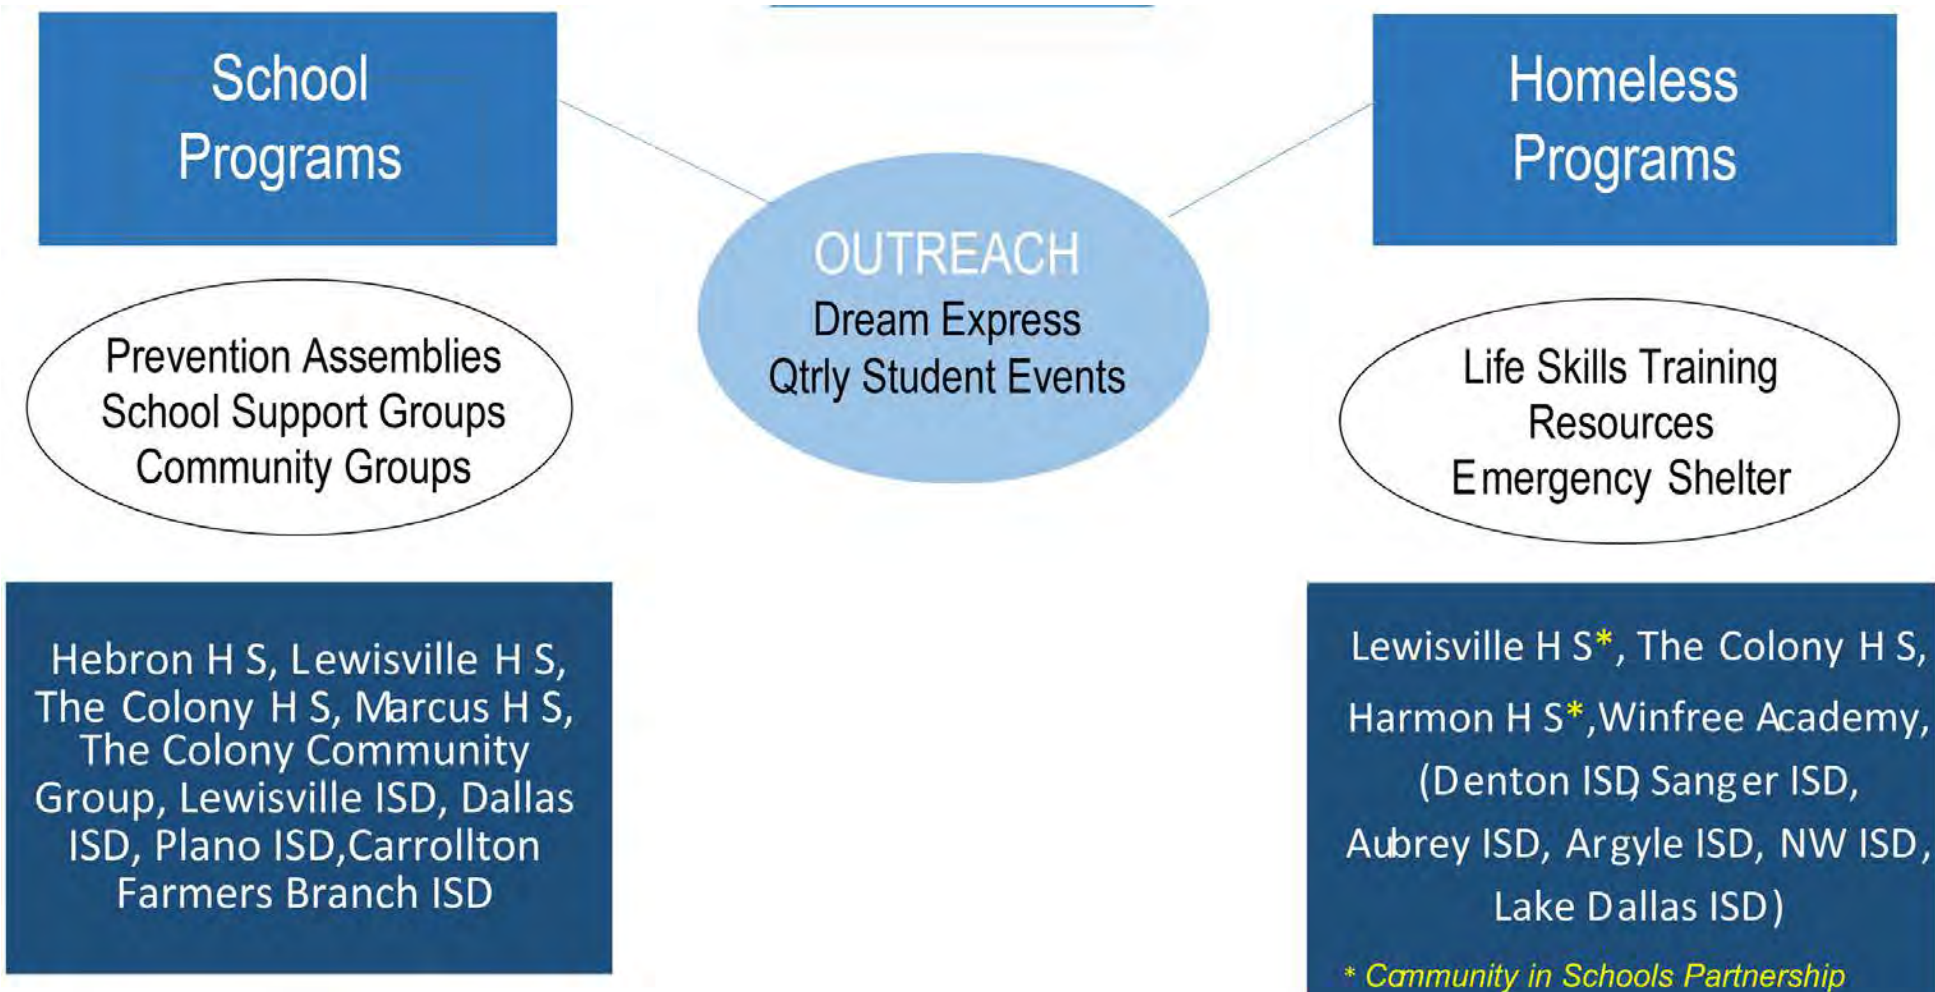 School
Programs
Prevention Assemblies
School Support Groups
Community Groups
Hebron H S, Lewisville H S,
The Colony H S, Marcus H S,
The Colony Community
Group, Lewisville ISD, Dallas
ISD, Plano ISD,Carrollton
Farmers Branch ISD
OUTREACH
Dream Express
Qtrly Student Events
Homeless
Programs
Life Skills Training
Resources
Emergency Shelter
Lewisville H S*, The Colony H S,
Harmon H S*,Winfree Academy,
(Denton ISD, Sanger ISD,
Aubrey ISD, Argyle ISD, NW ISD,
Lake Dallas ISD)
* Community in Schools Partnership